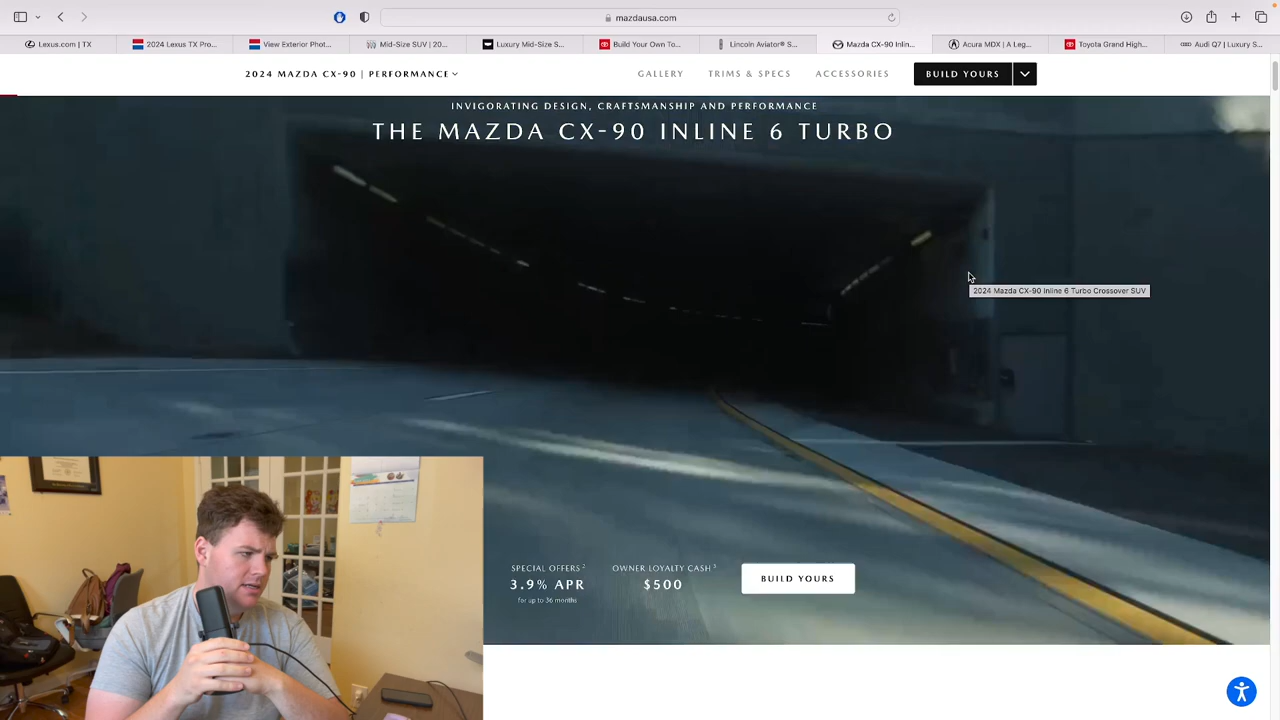 mazdausa.com
Lexus.com | TX
2024 Lexus TX Pro...
View Exterior Phot...
Mid-Size SUV | 20...
Luxury Mid-Size S...
Build Your Own To...
Lincoln Aviator® S...
Mazda CX-90 Inlin...
Acura MDX | A Leg...
Toyota Grand High...
Audi Q7 | Luxury S...
2024 MAZDA CX-90 | PERFORMANCE
GALLERY
TRIMS & SPECS
ACCESSORIES
BUILD YOURS
INVIGORATING DESIGN, CRAFTSMANSHIP AND PERFORMANCE
THE MAZDA CX-90 INLINE 6 TURBO
2024 Mazda CX-90 Inline 6 Turbo Crossover SUV
SPECIAL OFFERS2
3.9% APR
for up to 36 months
OWNER LOYALTY CASH3
$500
BUILD YOURS